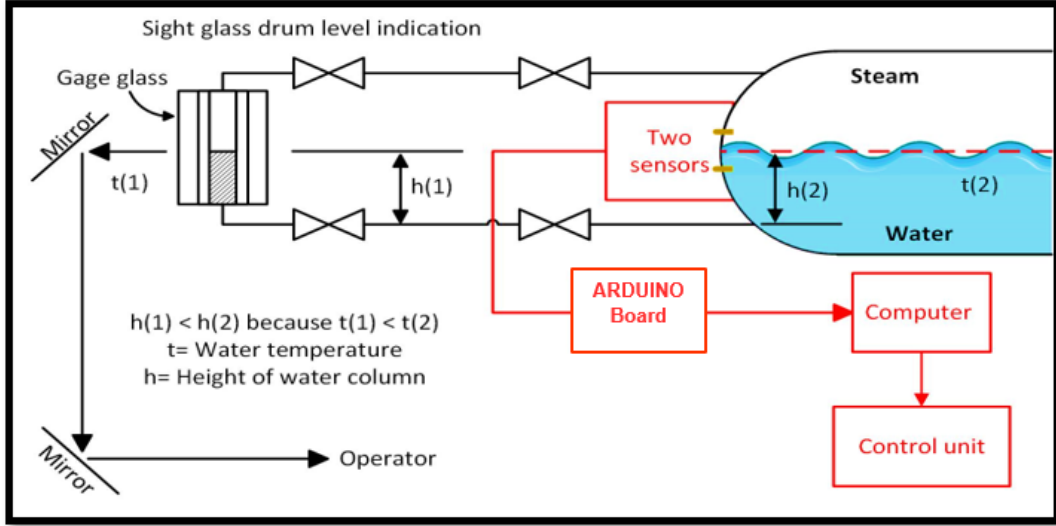 Sight glass drum level indication
Gage glass
Mirror
t(1)
h(1)
Two
sensors
Steam
h(2)
t(2)
Water
ARDUINO
Board
Computer
Control unit
h(1) < h(2) because t(1) < t(2)
t= Water temperature
h= Height of water column
Mirror
Operator